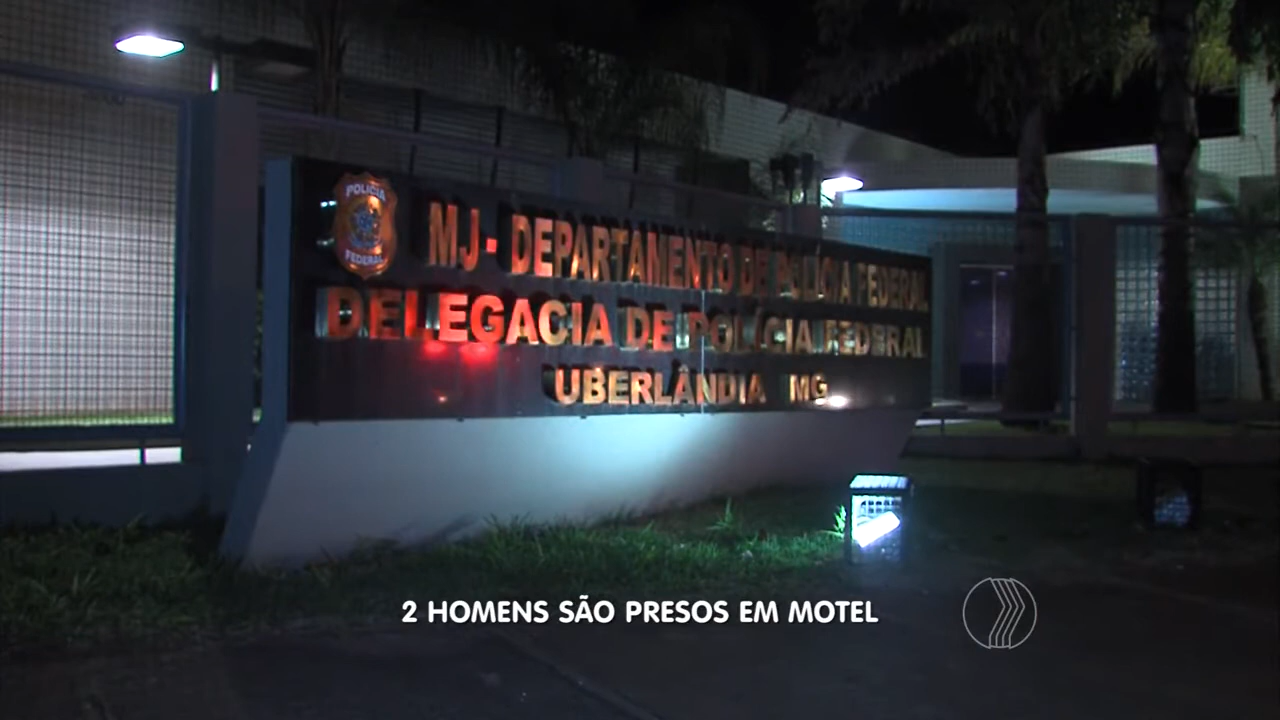 POLÍCIA
FEDERAL
MJ - DEPARTAMENTO DE POLÍCIA FEDERAL
DELEGACIA DE POLÍCIA FEDERAL
UBERLÂNDIA MG
2 HOMENS SÃO PRESOS EM MOTEL